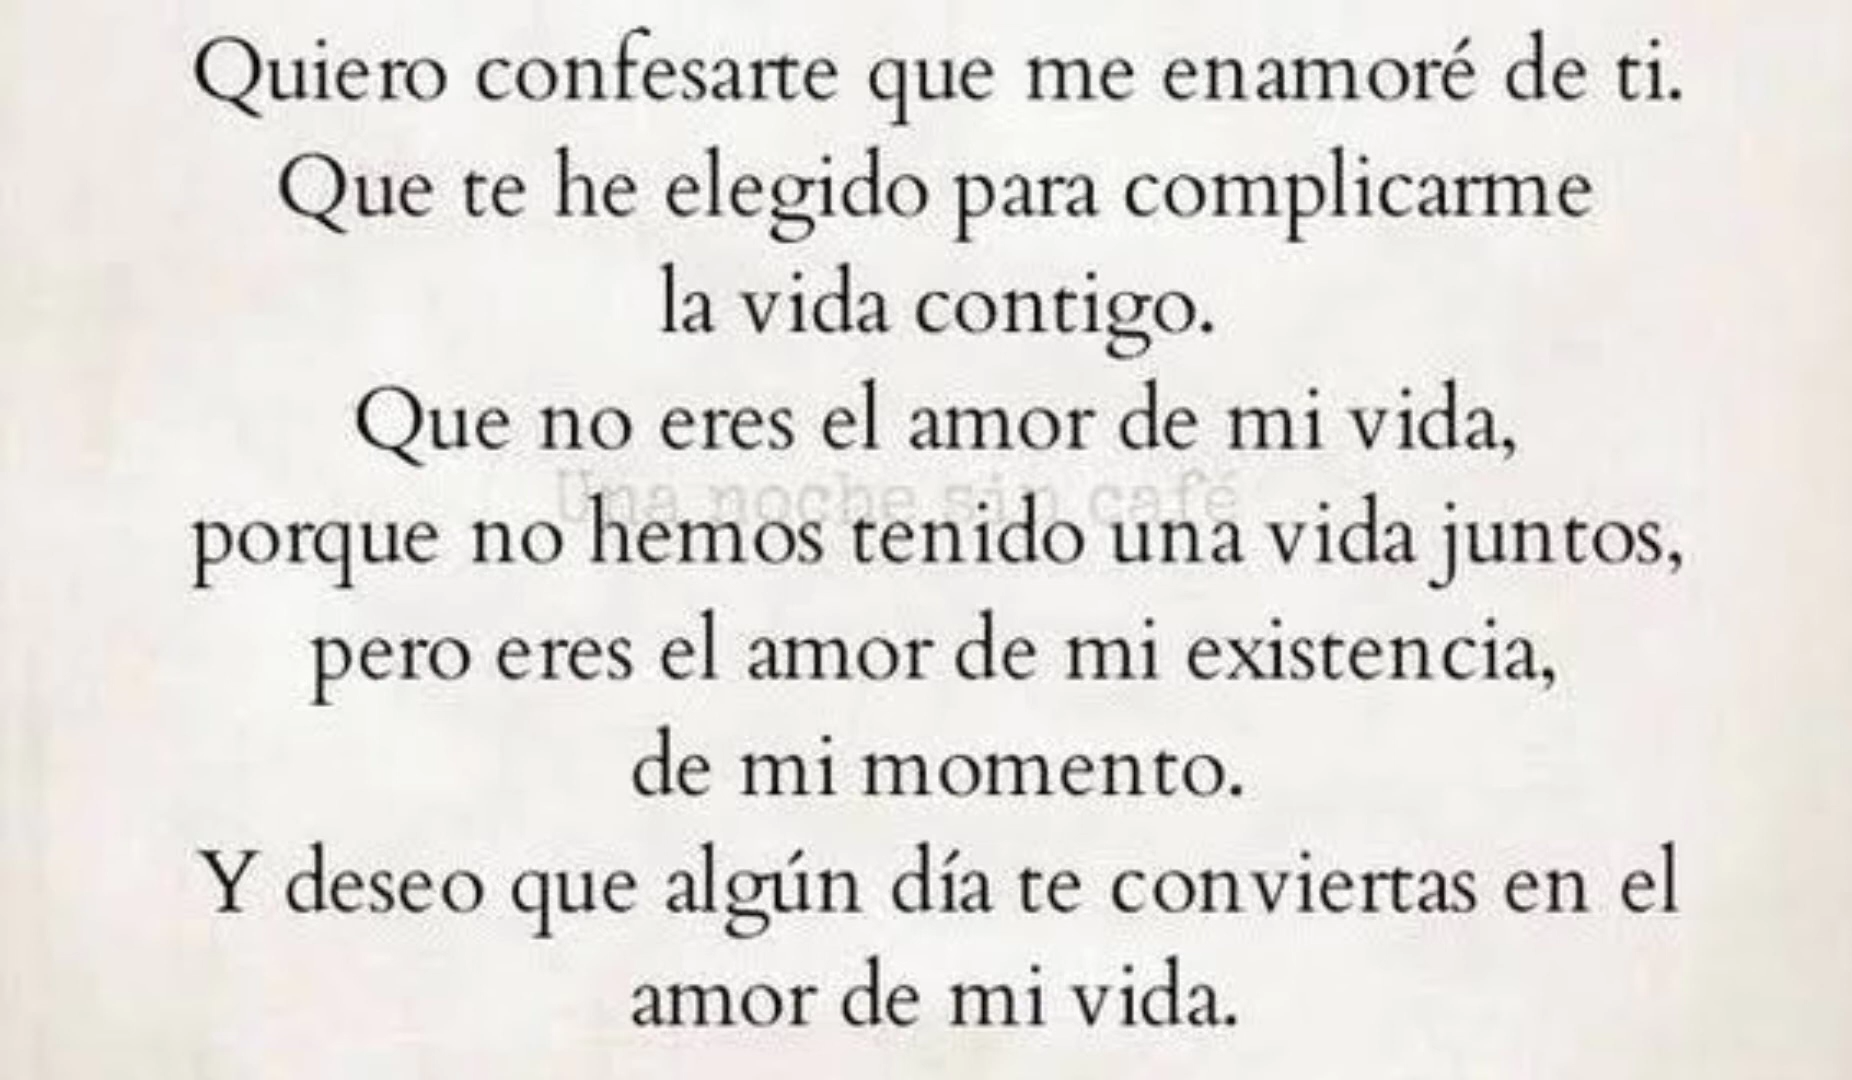 Quiero confesarte que me enamoré de ti.
Que te he elegido para complicarme
la vida contigo.
Que no eres el amor de mi vida,
Una noche sin café
porque no hemos tenido una vida juntos,
pero eres el amor de mi existencia,
de mi momento.
Y deseo que algún día te conviertas en el
amor de mi vida.